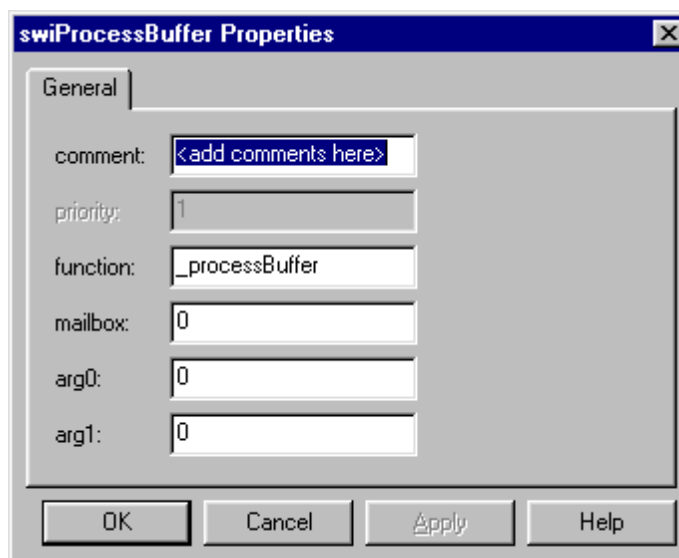 swiProcessBuffer Properties
General
comment: <add comments here>
priority: 1
function: _processBuffer
mailbox: 0
arg0: 0
arg1: 0
OK Cancel Apply Help